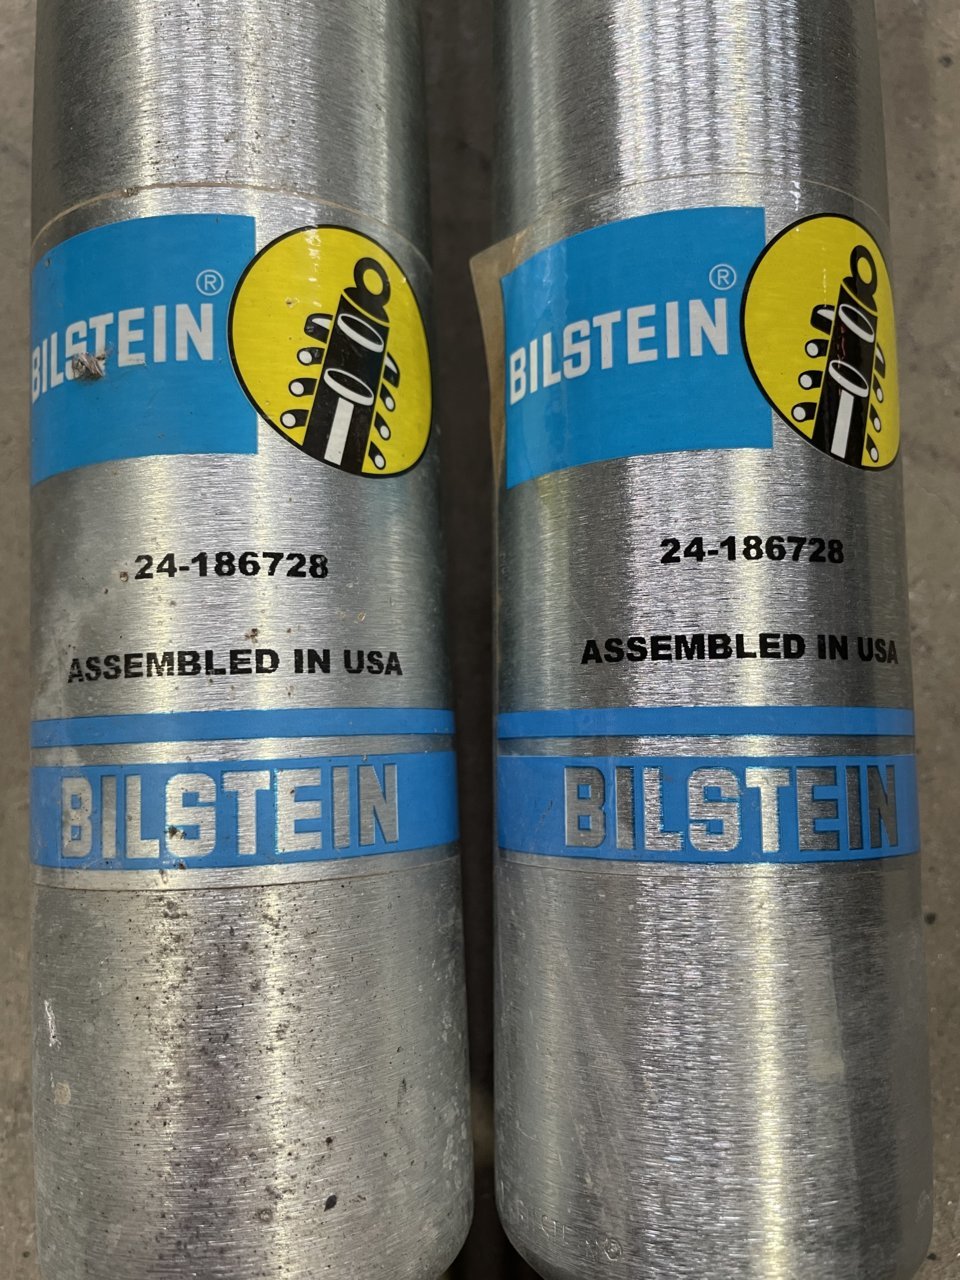 BILSTEIN®
24-186728
ASSEMBLED IN USA
BILSTEIN
BILSTEIN®
24-186728
ASSEMBLED IN USA
BILSTEIN